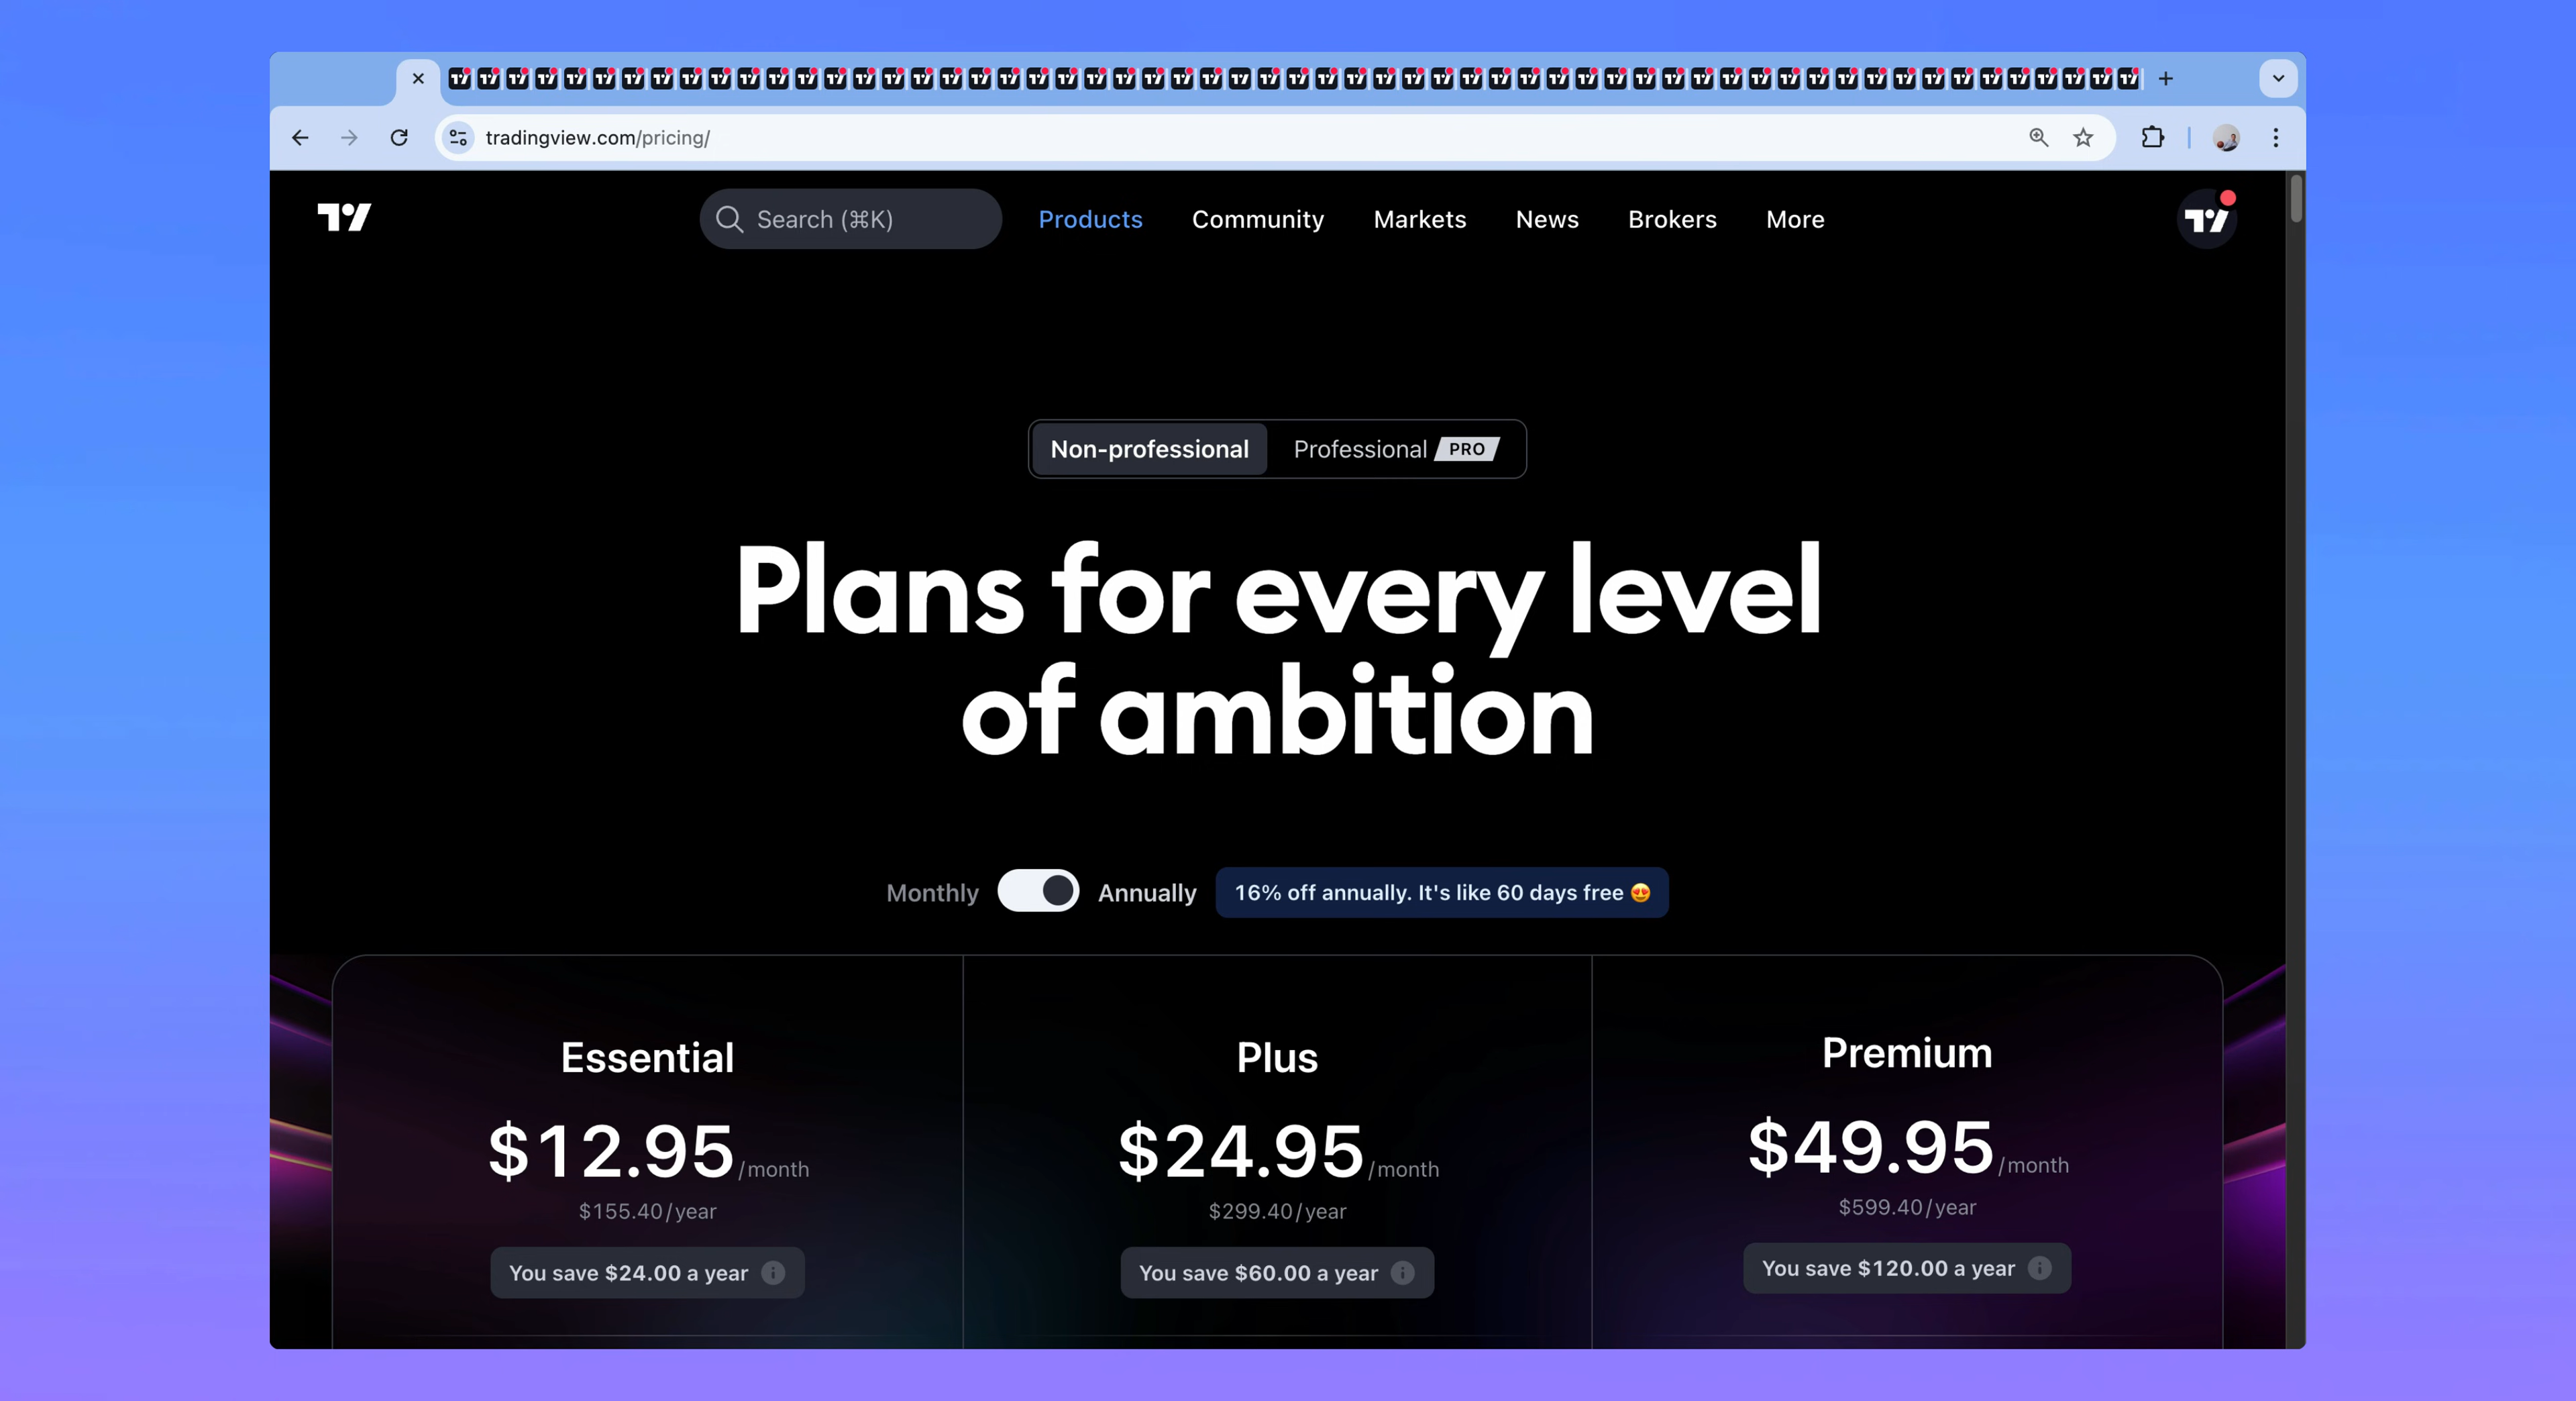 tradingview.com/pricing/
Search (⌘K)
Products
Community
Markets
News
Brokers
More
Non-professional
Professional PRO
Plans for every level
of ambition
Monthly
Annually
16% off annually. It's like 60 days free 😍
Essential
$12.95/month
$155.40/year
You save $24.00 a year
Plus
$24.95/month
$299.40/year
You save $60.00 a year
Premium
$49.95/month
$599.40/year
You save $120.00 a year